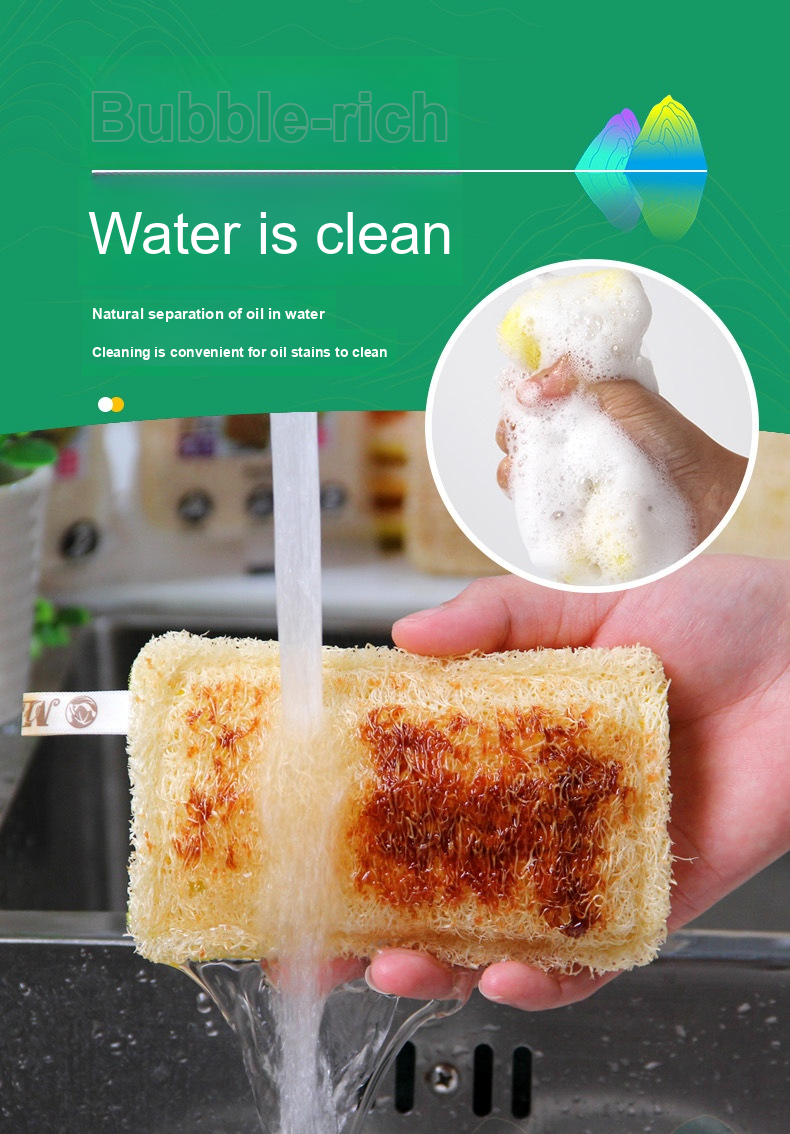 Bubble-rich
Water is clean
Natural separation of oil in water
Cleaning is convenient for oil stains to clean